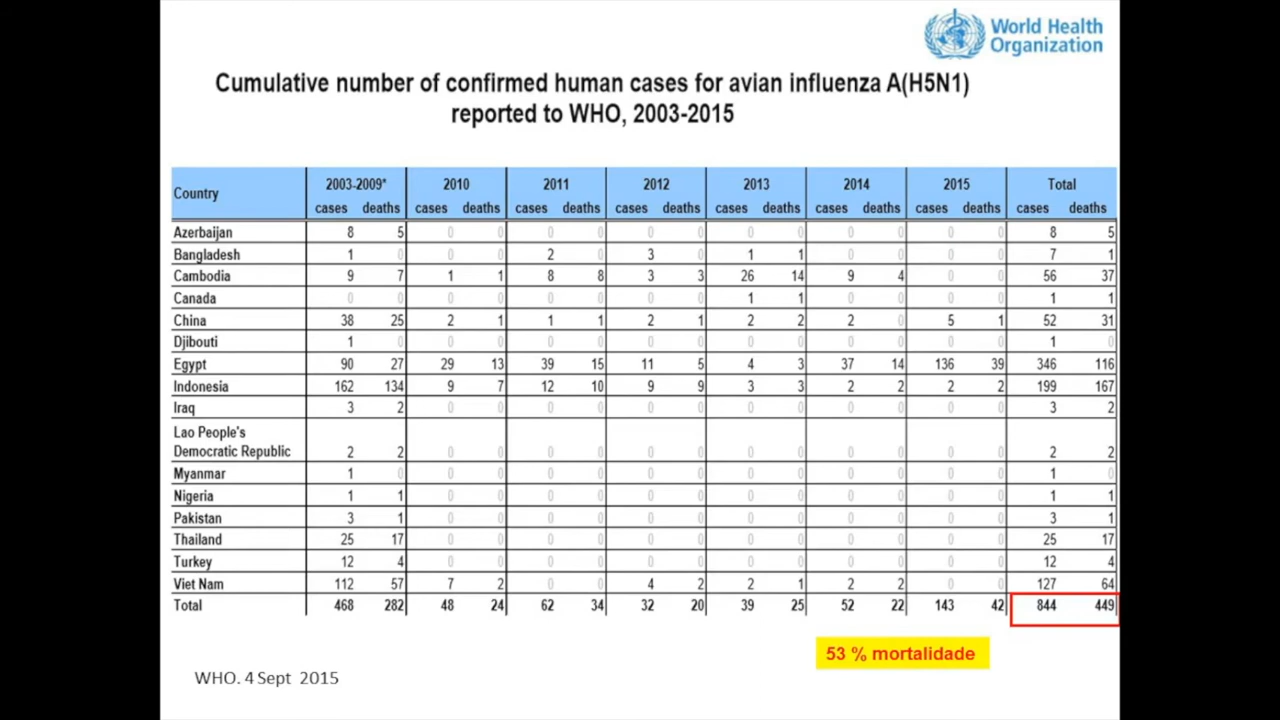 World Health
Organization
Cumulative number of confirmed human cases for avian influenza A(H5N1)
reported to WHO, 2003-2015
Country 2003-2009* 2010 2011 2012 2013 2014 2015 Total
cases deaths cases deaths cases deaths cases deaths cases deaths cases deaths cases deaths cases deaths
Azerbaijan 8 5 0 0 0 0 0 0 0 0 0 0 0 0 8 5
Bangladesh 1 0 0 0 2 0 3 0 1 1 0 0 0 0 7 1
Cambodia 9 7 1 1 8 8 3 3 26 14 9 4 0 0 56 37
Canada 0 0 0 0 0 0 0 0 1 1 0 0 0 0 1 1
China 38 25 2 1 1 1 2 1 2 2 2 0 5 1 52 31
Djibouti 1 0 0 0 0 0 0 0 0 0 0 0 0 0 1 0
Egypt 90 27 29 13 39 15 11 5 4 3 37 14 136 39 346 116
Indonesia 162 134 9 7 12 10 9 9 3 3 2 2 2 2 199 167
Iraq 3 2 0 0 0 0 0 0 0 0 0 0 0 0 3 2
Lao People's
Democratic Republic 2 2 0 0 0 0 0 0 0 0 0 0 0 0 2 2
Myanmar 1 0 0 0 0 0 0 0 0 0 0 0 0 0 1 0
Nigeria 1 1 0 0 0 0 0 0 0 0 0 0 0 0 1 1
Pakistan 3 1 0 0 0 0 0 0 0 0 0 0 0 0 3 1
Thailand 25 17 0 0 0 0 0 0 0 0 0 0 0 0 25 17
Turkey 12 4 0 0 0 0 0 0 0 0 0 0 0 0 12 4
Viet Nam 112 57 7 2 0 0 4 2 2 1 2 2 0 0 127 64
Total 468 282 48 24 62 34 32 20 39 25 52 22 143 42 844 449
53 % mortalidade
WHO. 4 Sept 2015